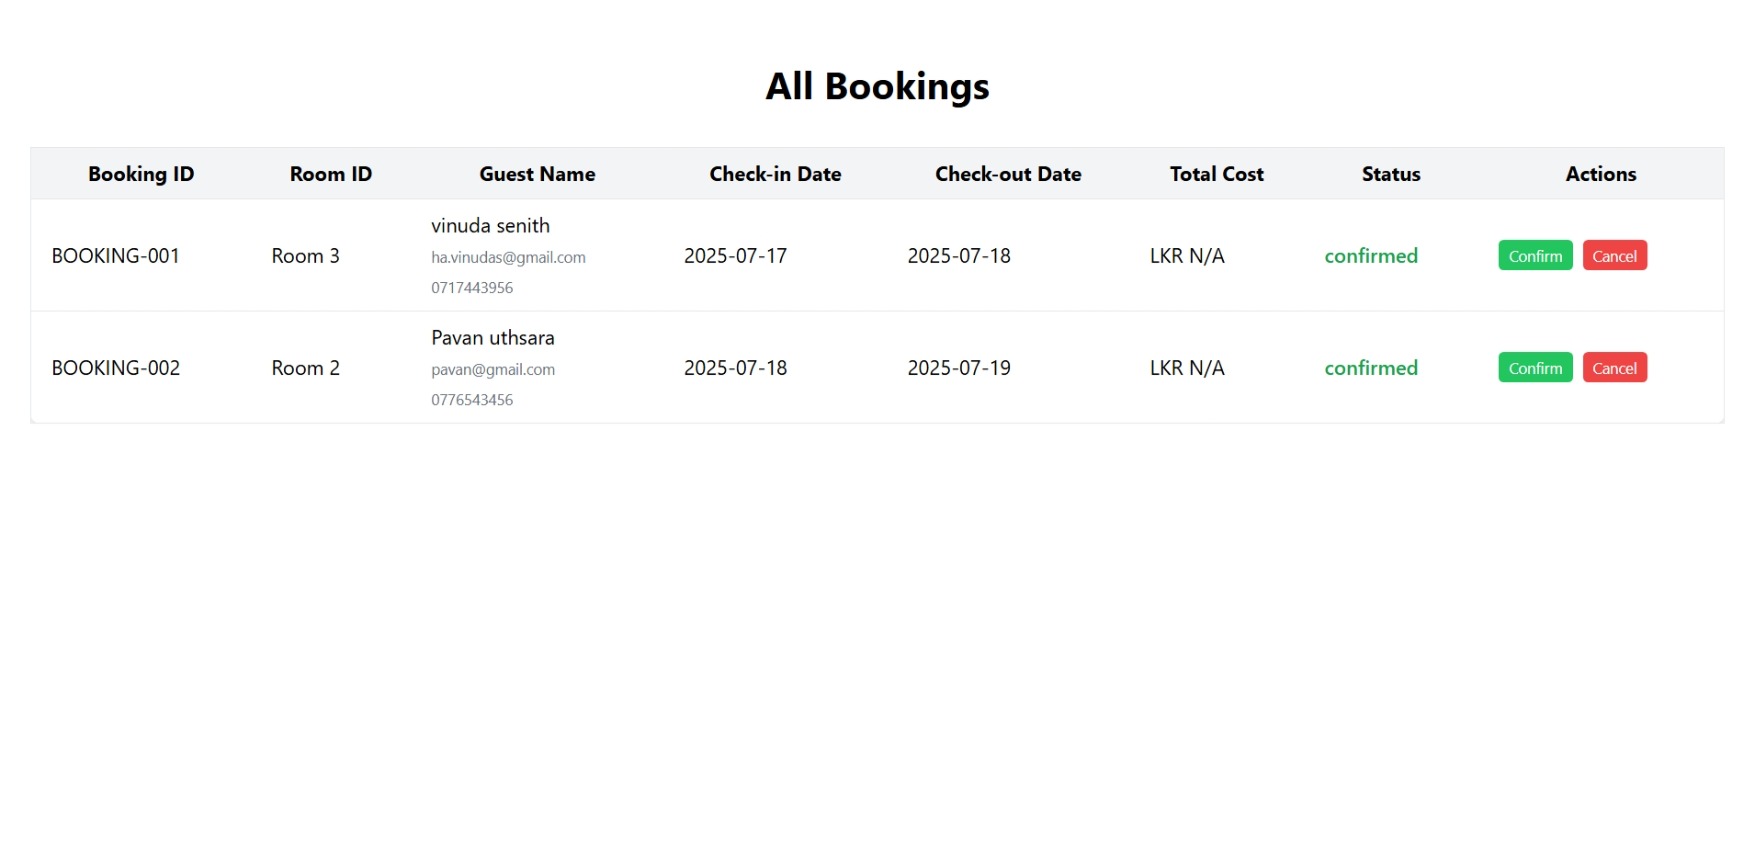 All Bookings
Booking ID Room ID Guest Name Check-in Date Check-out Date Total Cost Status Actions
vinuda senith
BOOKING-001 Room 3 ha.vinudas@gmail.com 2025-07-17 2025-07-18 LKR N/A confirmed Confirm Cancel
0717443956
Pavan uthsara
BOOKING-002 Room 2 pavan@gmail.com 2025-07-18 2025-07-19 LKR N/A confirmed Confirm Cancel
0776543456